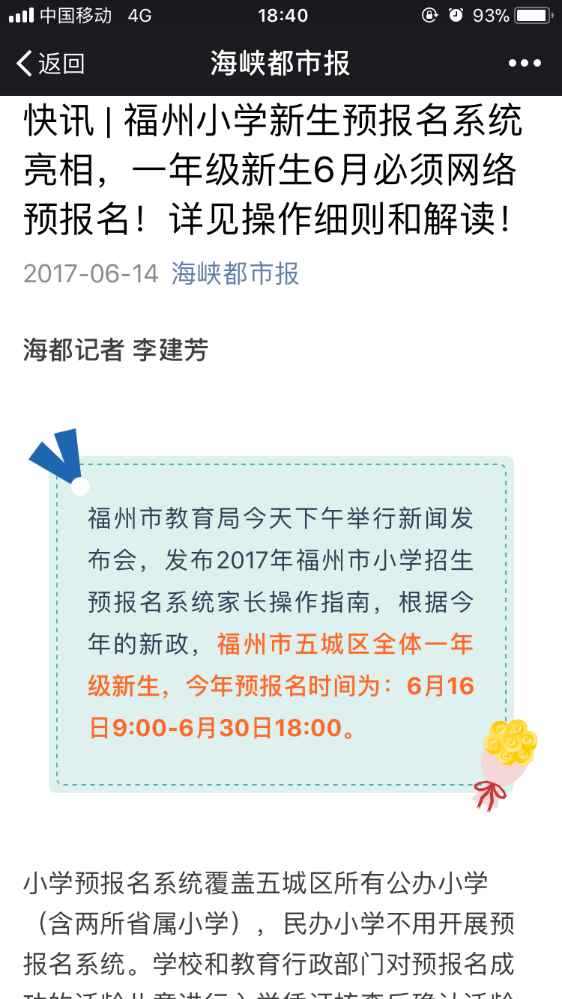 中国移动 4G 18:40 93%
返回 海峡都市报
快讯 | 福州小学新生预报名系统
亮相，一年级新生6月必须网络
预报名！详见操作细则和解读！
2017-06-14 海峡都市报
海都记者 李建芳
福州市教育局今天下午举行新闻发
布会，发布2017年福州市小学招生
预报名系统家长操作指南，根据今
年的新政，福州市五城区全体一年
级新生，今年预报名时间为：6月16
日9:00-6月30日18:00。
小学预报名系统覆盖五城区所有公办小学
（含两所省属小学），民办小学不用开展预
报名系统。学校和教育行政部门对预报名成